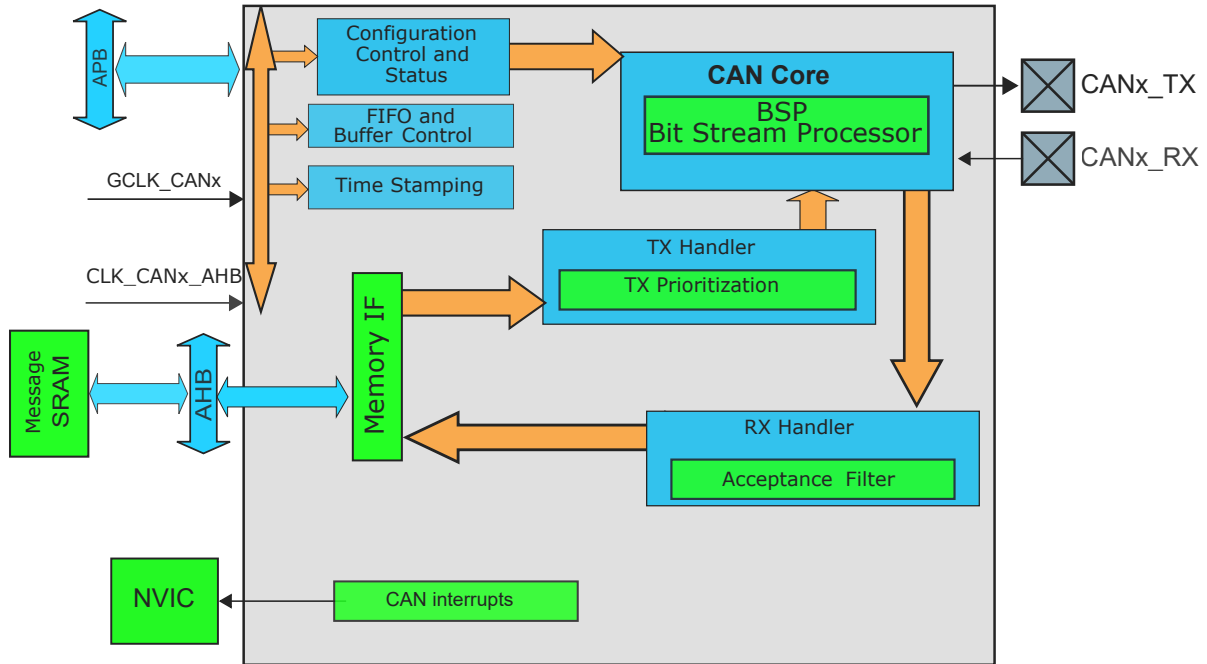 APB
Configuration
Control and
Status
CAN Core
BSP
Bit Stream Processor
CANx_TX
CANx_RX
FIFO and
Buffer Control
Time Stamping
GCLK_CANx
CLK_CANx_AHB
TX Handler
TX Prioritization
Memory IF
Message
SRAM
AHB
RX Handler
Acceptance Filter
NVIC
CAN interrupts